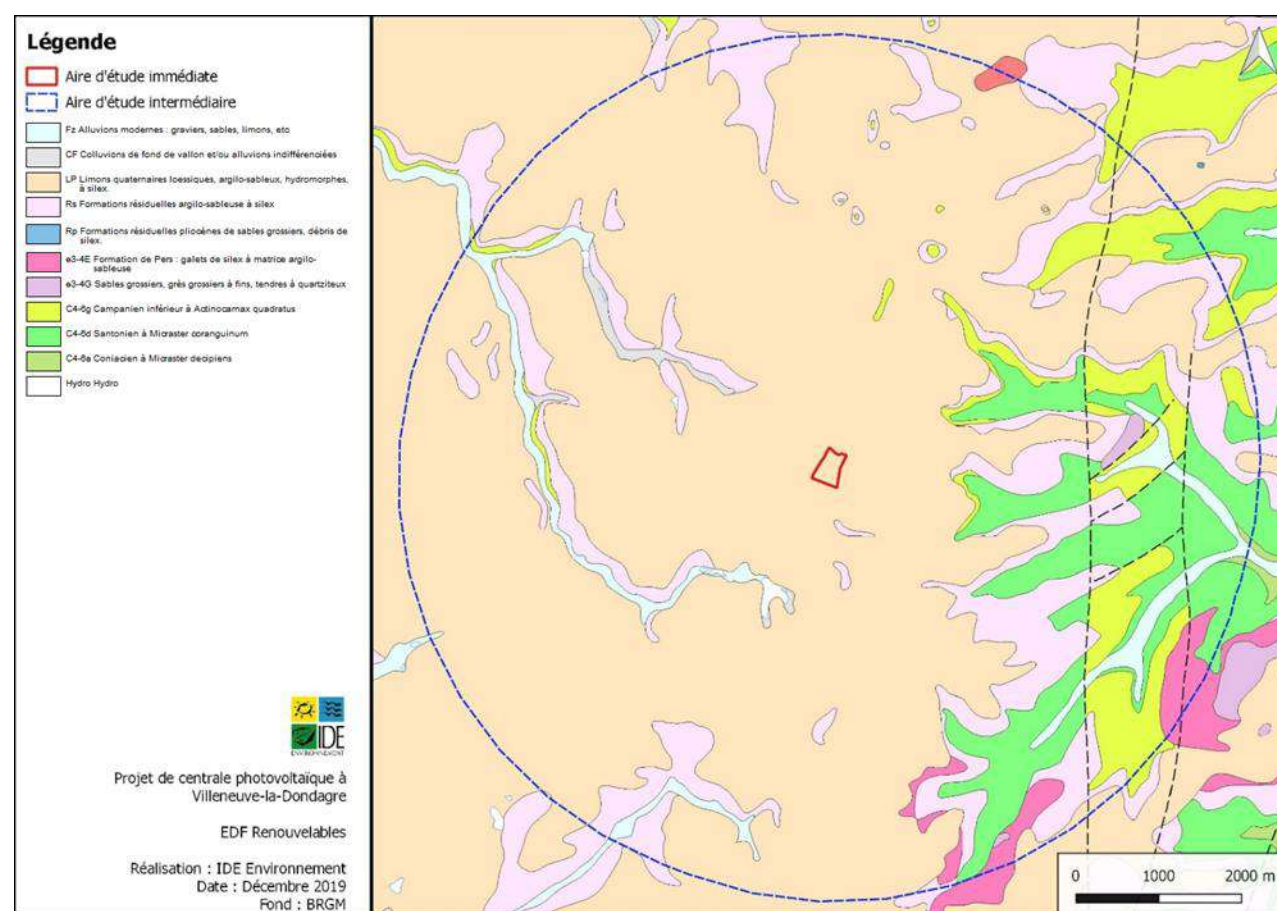 Légende
Aire d'étude immédiate
Aire d'étude intermédiaire
Fz Alluvions modernes : graviers, sables, limons, etc
CF Colluvions de fond de vallon et/ou alluvions indifférenciées
LP Limons quaternaires loessiques, argilo-sableux, hydromorphes,
à silex.
Rs Formations résiduelles argilo-sableuse à silex
Rp Formations résiduelles pliocènes de sables grossiers, débris de
silex.
e3-4E Formation de Pers : galets de silex à matrice argilo-
sableuse
e3-4G Sables grossiers, grès grossiers à fins, tendres à quartziteux
C4-6g Campanien inférieur à Actinocamax quadratus
C4-6d Santonien à Micraster coranguinum
C4-6a Coniacien à Micraster decipiens
Hydro Hydro
IDE
ENVIRONNEMENT
Projet de centrale photovoltaïque à
Villeneuve-la-Dondagre
EDF Renouvelables
Réalisation : IDE Environnement
Date : Décembre 2019
Fond : BRGM
0 1000 2000 m